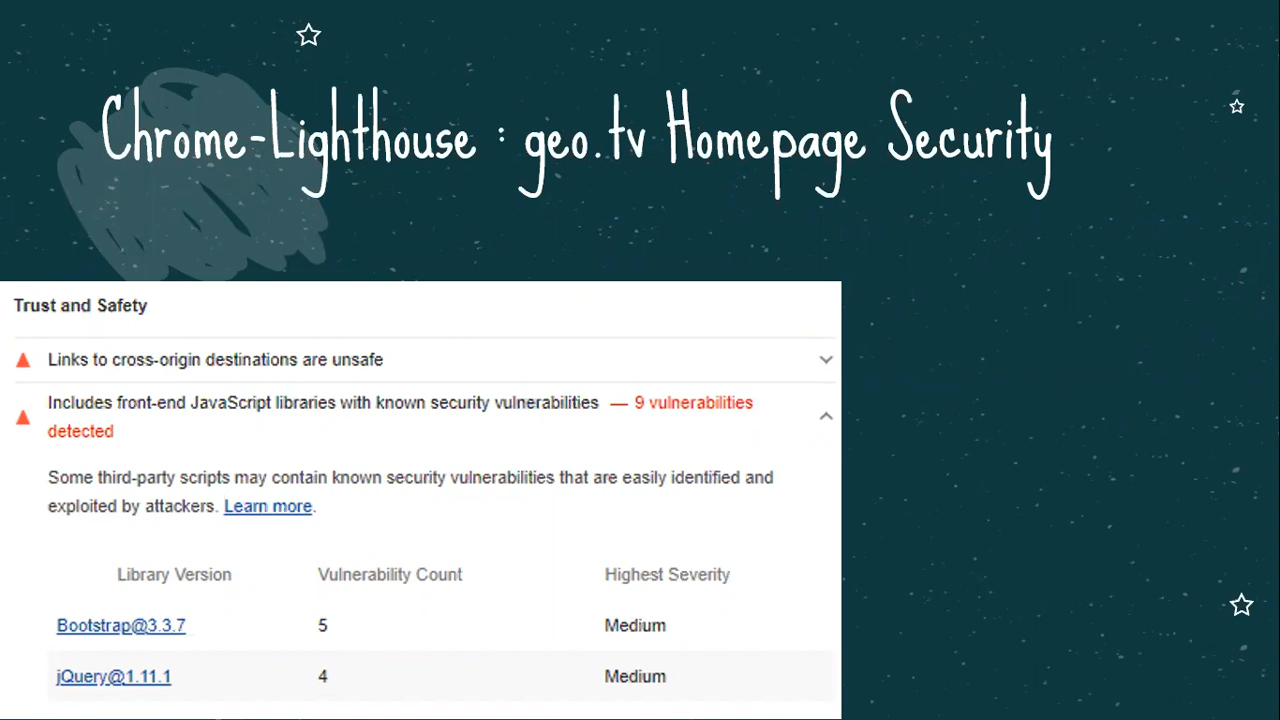 Chrome-Lighthouse : geo.tv Homepage Security
Trust and Safety
Links to cross-origin destinations are unsafe
Includes front-end JavaScript libraries with known security vulnerabilities — 9 vulnerabilities
detected
Some third-party scripts may contain known security vulnerabilities that are easily identified and
exploited by attackers. Learn more.
Library Version Vulnerability Count Highest Severity
Bootstrap@3.3.7 5 Medium
jQuery@1.11.1 4 Medium